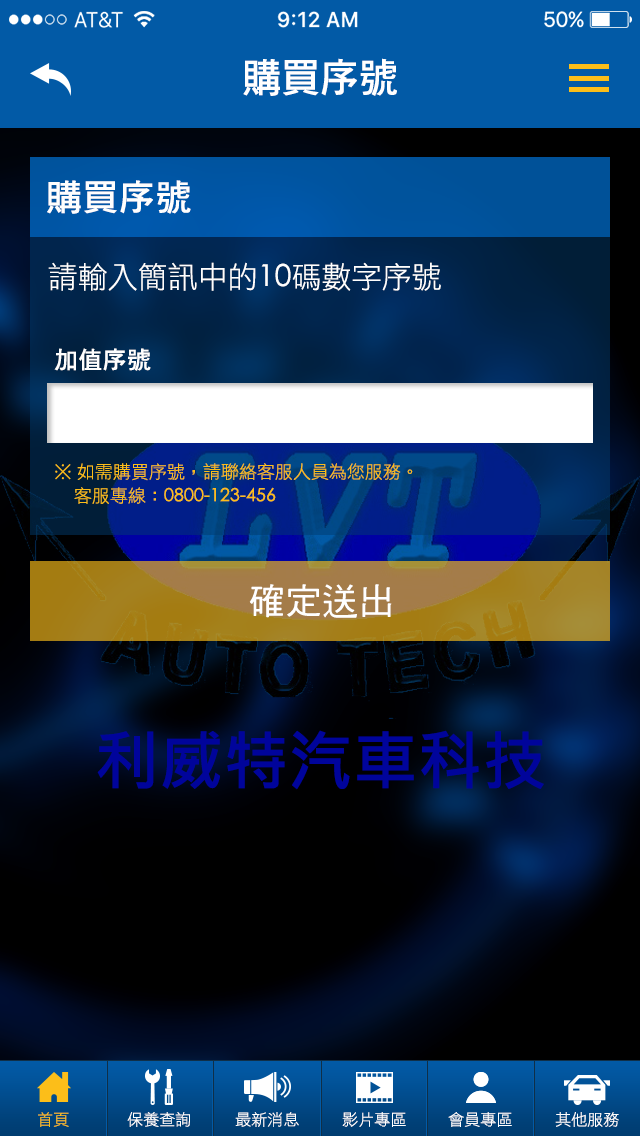 AT&T 9:12 AM 50%
購買序號
購買序號
請輸入簡訊中的10碼數字序號
加值序號
※ 如需購買序號，請聯絡客服人員為您服務。
客服專線：0800-123-456
LVT
確定送出
AUTO TECH
利威特汽車科技
首頁 保養查詢 最新消息 影片專區 會員專區 其他服務